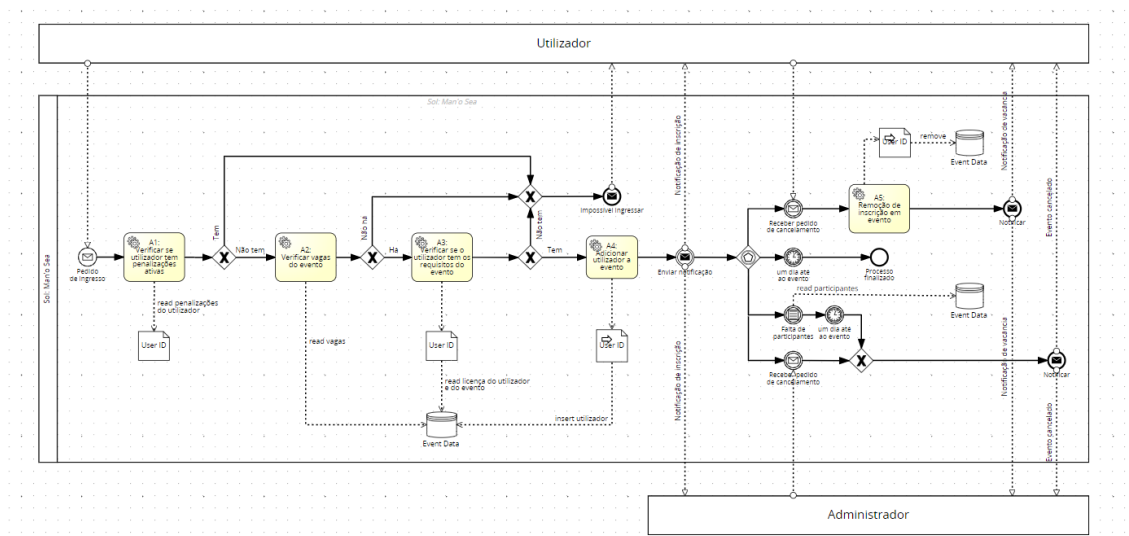 Utilizador
Sol: Man'o Sea
Sol: Man'o Sea
Pedido
de Ingresso
A1:
Verificar se
utilizador tem
penalizações
ativas
read penalizações
do utilizador
User ID
Tem
Não tem
A2:
Verificar vagas
do evento
read vagas
Não ha
Ha
A3:
Verificar se o
utilizador tem os
requisitos do
evento
User ID
read licença do utilizador
e do evento
Event Data
Não tem
Tem
Impossivel Ingressar
A4:
Adicionar
utilizador a
evento
User ID
insert utilizador
Notificação de inscrição
Enviar notificação
Notificação de inscrição
Receber pedido
de cancelamento
um dia até
ao evento
Processo
finalizado
read participantes
Event Data
Falta de
participantes
um dia até
ao evento
Receber pedido
de cancelamento
User ID
remove
Event Data
A5:
Remoção de
inscrição em
evento
Notificação de vacância
Notificar
Notificação de vacância
Evento cancelado
Notificar
Evento cancelado
Administrador